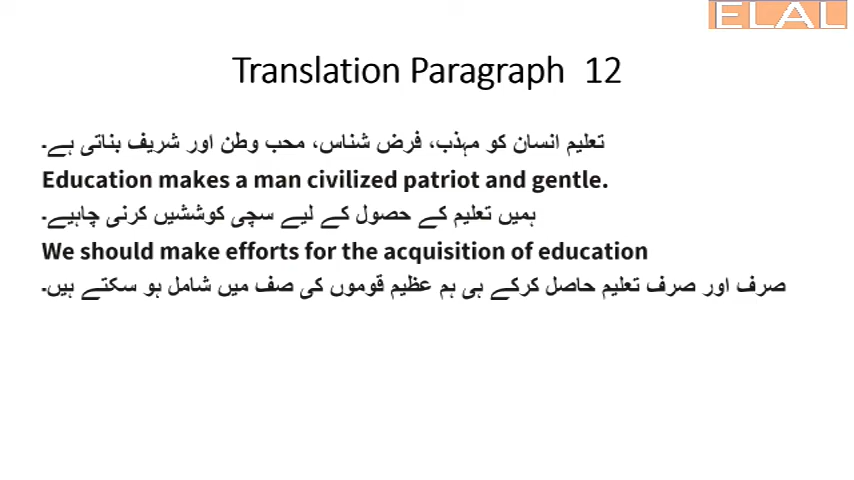 ELAL
Translation Paragraph 12
تعلیم انسان کو مہذب، فرض شناس، محب وطن اور شریف بناتی ہے۔
Education makes a man civilized patriot and gentle.
ہمیں تعلیم کے حصول کے لیے سچی کوششیں کرنی چاہیے۔
We should make efforts for the acquisition of education
صرف اور صرف تعلیم حاصل کرکے ہی ہم عظیم قوموں کی صف میں شامل ہو سکتے ہیں۔